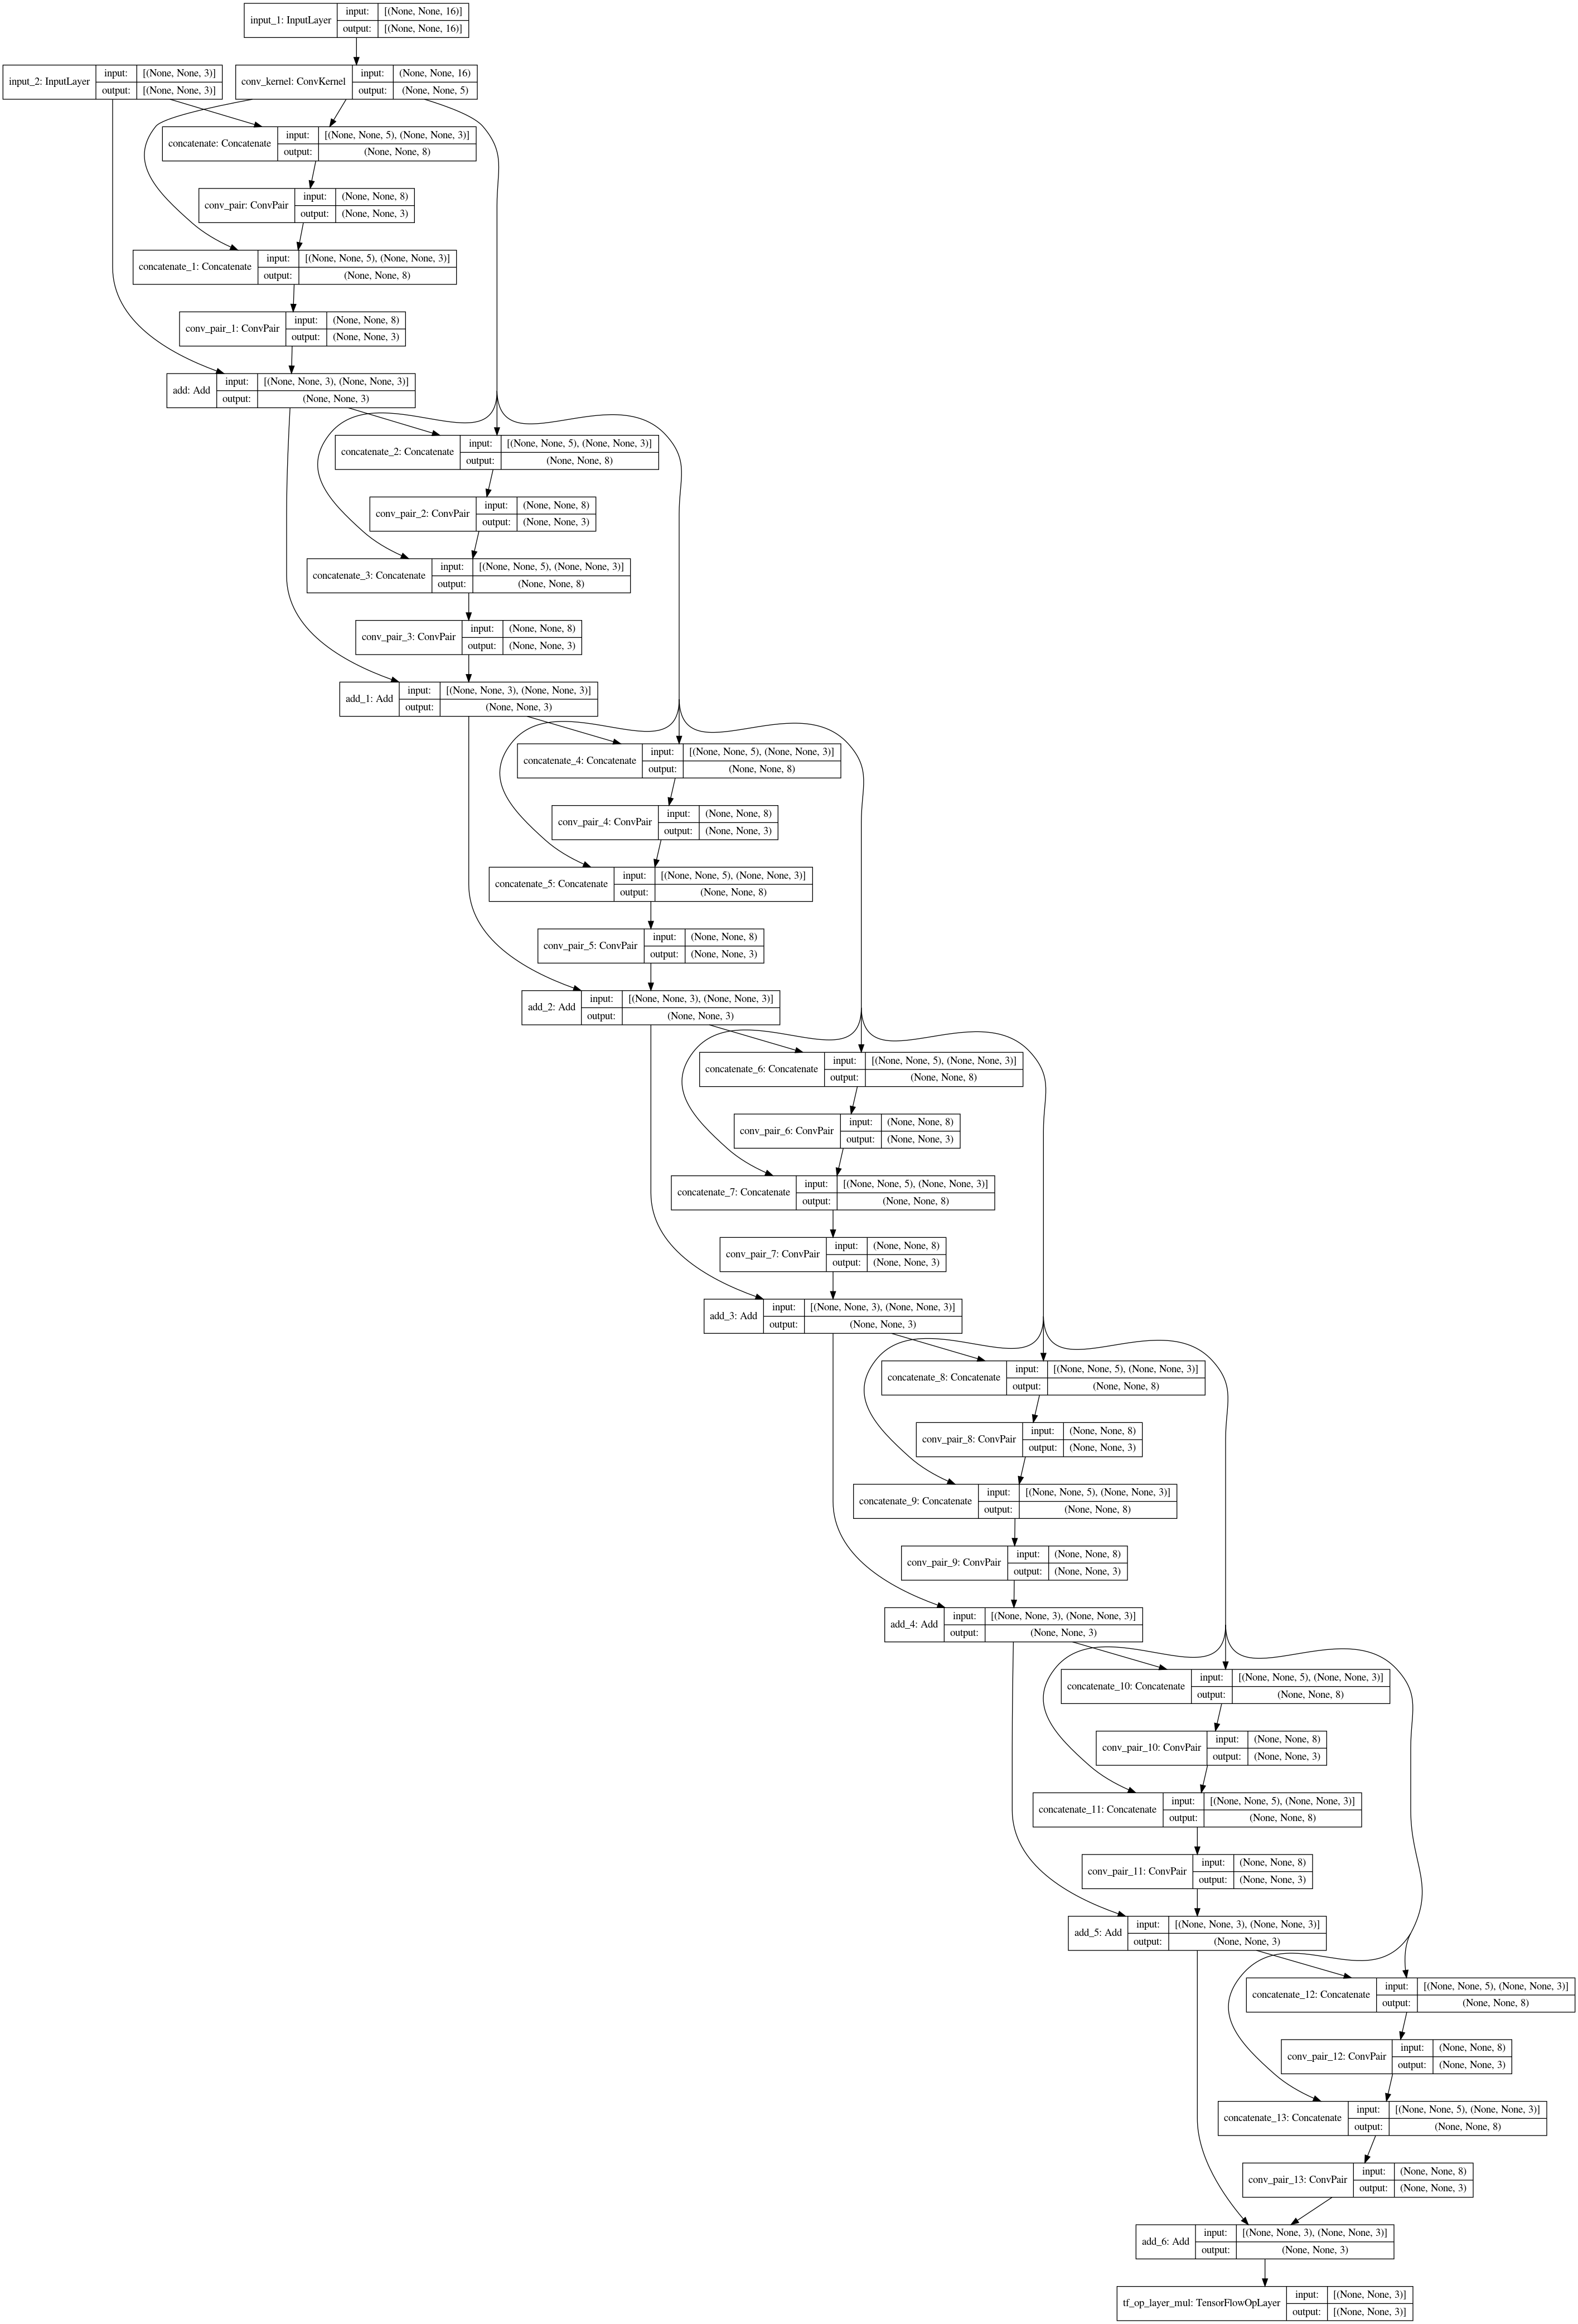 input_1: InputLayer
input: [(None, None, 16)]
output: [(None, None, 16)]
input_2: InputLayer
input: [(None, None, 3)]
output: [(None, None, 3)]
conv_kernel: ConvKernel
input: (None, None, 16)
output: (None, None, 5)
concatenate: Concatenate
input: [(None, None, 5), (None, None, 3)]
output: (None, None, 8)
conv_pair: ConvPair
input: (None, None, 8)
output: (None, None, 3)
concatenate_1: Concatenate
input: [(None, None, 5), (None, None, 3)]
output: (None, None, 8)
conv_pair_1: ConvPair
input: (None, None, 8)
output: (None, None, 3)
add: Add
input: [(None, None, 3), (None, None, 3)]
output: (None, None, 3)
concatenate_2: Concatenate
input: [(None, None, 5), (None, None, 3)]
output: (None, None, 8)
conv_pair_2: ConvPair
input: (None, None, 8)
output: (None, None, 3)
concatenate_3: Concatenate
input: [(None, None, 5), (None, None, 3)]
output: (None, None, 8)
conv_pair_3: ConvPair
input: (None, None, 8)
output: (None, None, 3)
add_1: Add
input: [(None, None, 3), (None, None, 3)]
output: (None, None, 3)
concatenate_4: Concatenate
input: [(None, None, 5), (None, None, 3)]
output: (None, None, 8)
conv_pair_4: ConvPair
input: (None, None, 8)
output: (None, None, 3)
concatenate_5: Concatenate
input: [(None, None, 5), (None, None, 3)]
output: (None, None, 8)
conv_pair_5: ConvPair
input: (None, None, 8)
output: (None, None, 3)
add_2: Add
input: [(None, None, 3), (None, None, 3)]
output: (None, None, 3)
concatenate_6: Concatenate
input: [(None, None, 5), (None, None, 3)]
output: (None, None, 8)
conv_pair_6: ConvPair
input: (None, None, 8)
output: (None, None, 3)
concatenate_7: Concatenate
input: [(None, None, 5), (None, None, 3)]
output: (None, None, 8)
conv_pair_7: ConvPair
input: (None, None, 8)
output: (None, None, 3)
add_3: Add
input: [(None, None, 3), (None, None, 3)]
output: (None, None, 3)
concatenate_8: Concatenate
input: [(None, None, 5), (None, None, 3)]
output: (None, None, 8)
conv_pair_8: ConvPair
input: (None, None, 8)
output: (None, None, 3)
concatenate_9: Concatenate
input: [(None, None, 5), (None, None, 3)]
output: (None, None, 8)
conv_pair_9: ConvPair
input: (None, None, 8)
output: (None, None, 3)
add_4: Add
input: [(None, None, 3), (None, None, 3)]
output: (None, None, 3)
concatenate_10: Concatenate
input: [(None, None, 5), (None, None, 3)]
output: (None, None, 8)
conv_pair_10: ConvPair
input: (None, None, 8)
output: (None, None, 3)
concatenate_11: Concatenate
input: [(None, None, 5), (None, None, 3)]
output: (None, None, 8)
conv_pair_11: ConvPair
input: (None, None, 8)
output: (None, None, 3)
add_5: Add
input: [(None, None, 3), (None, None, 3)]
output: (None, None, 3)
concatenate_12: Concatenate
input: [(None, None, 5), (None, None, 3)]
output: (None, None, 8)
conv_pair_12: ConvPair
input: (None, None, 8)
output: (None, None, 3)
concatenate_13: Concatenate
input: [(None, None, 5), (None, None, 3)]
output: (None, None, 8)
conv_pair_13: ConvPair
input: (None, None, 8)
output: (None, None, 3)
add_6: Add
input: [(None, None, 3), (None, None, 3)]
output: (None, None, 3)
tf_op_layer_mul: TensorFlowOpLayer
input: [(None, None, 3)]
output: [(None, None, 3)]